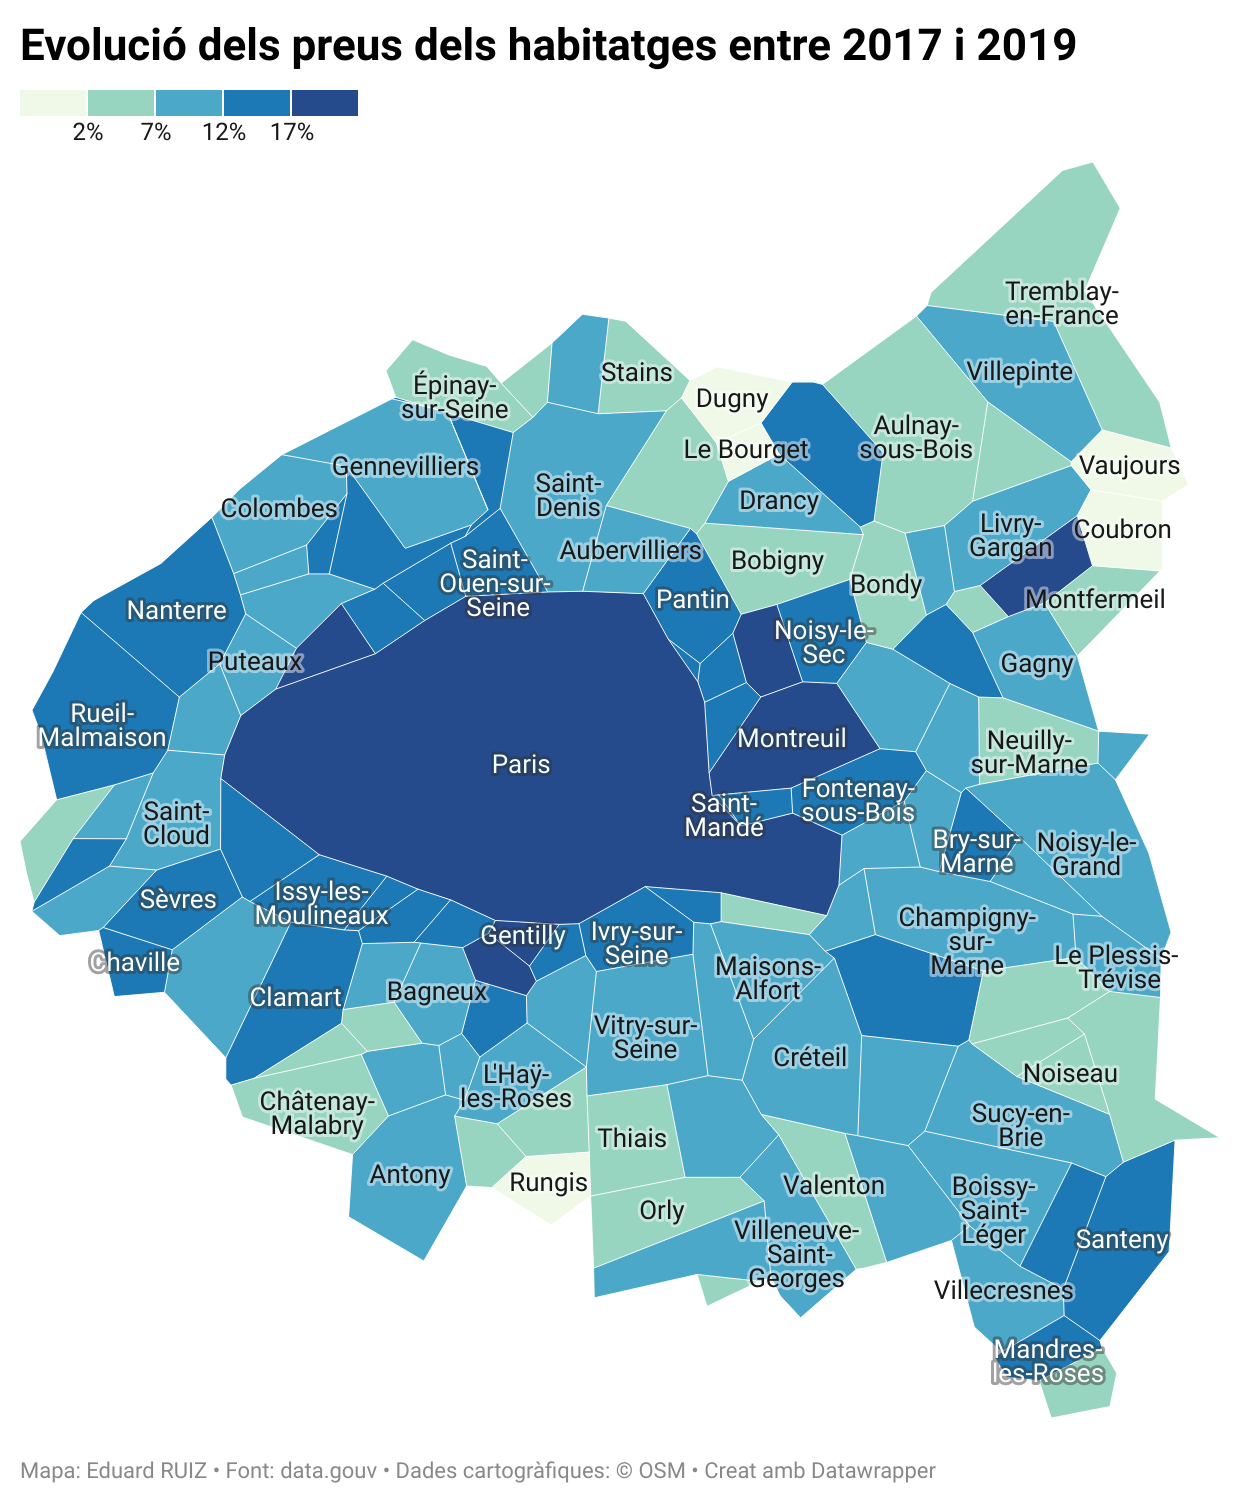 Evolució dels preus dels habitatges entre 2017 i 2019
2% 7% 12% 17%
Tremblay-
en-France
Villepinte
Épinay-
sur-Seine
Stains
Dugny
Aulnay-
sous-Bois
Le Bourget
Vaujours
Gennevilliers
Colombes
Saint-
Denis
Drancy
Livry-
Gargan
Coubron
Aubervilliers
Bobigny
Bondy
Saint-
Ouen-sur-
Seine
Pantin
Montfermeil
Nanterre
Noisy-le-
Sec
Puteaux
Gagny
Rueil-
Malmaison
Montreuil
Neuilly-
sur-Marne
Paris
Saint-
Cloud
Saint-
Mandé
Fontenay-
sous-Bois
Bry-sur-
Marne
Noisy-le-
Grand
Sèvres
Issy-les-
Moulineaux
Gentilly
Ivry-sur-
Seine
Champigny-
sur-
Marne
Chaville
Maisons-
Alfort
Le Plessis-
Trévise
Clamart
Bagneux
Vitry-sur-
Seine
Créteil
Noiseau
L'Haÿ-
les-Roses
Châtenay-
Malabry
Sucy-en-
Brie
Thiais
Antony
Rungis
Valenton
Boissy-
Saint-
Léger
Orly
Villeneuve-
Saint-
Georges
Santeny
Villecresnes
Mandres-
les-Roses
Mapa: Eduard RUIZ • Font: data.gouv • Dades cartogràfiques: © OSM • Creat amb Datawrapper